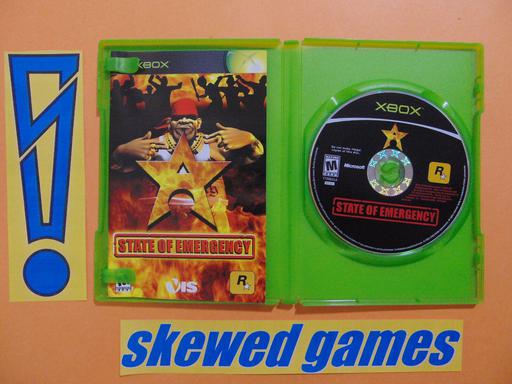 XBOX
STATE OF EMERGENCY
M
VIS
R
XBOX
M
Microsoft
R
STATE OF EMERGENCY
skewed games